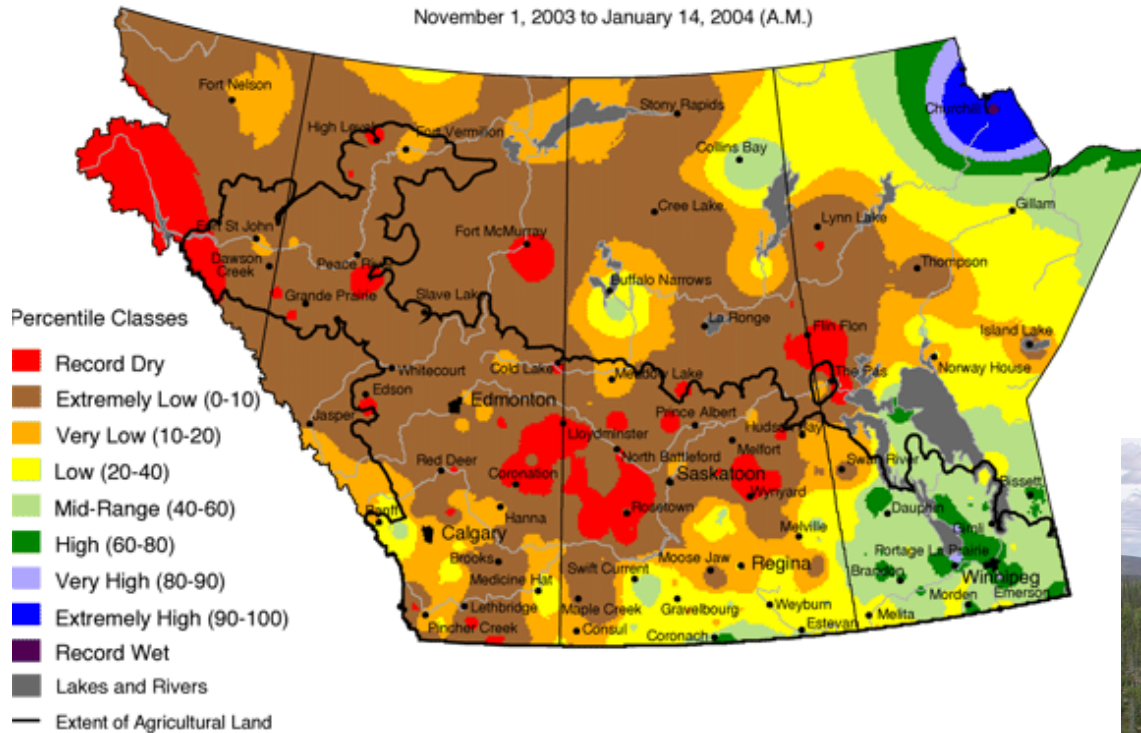 November 1, 2003 to January 14, 2004 (A.M.)
Fort Nelson
High Level
Fort Vermilion
Stony Rapids
Churchill
Collins Bay
Cree Lake
Lynn Lake
Gillam
Fort St John
Dawson Creek
Peace River
Fort McMurray
Thompson
Grande Prairie
Slave Lake
Buffalo Narrows
La Ronge
Flin Flon
Island Lake
Norway House
The Pas
Whitecourt
Cold Lake
Meadow Lake
Edson
Edmonton
Jasper
Lloydminster
Prince Albert
Hudson Bay
North Battleford
Melfort
Red Deer
Coronation
Saskatoon
Swan River
Wynyard
Bissett
Banff
Hanna
Rosetown
Dauphin
Gimli
Calgary
Melville
Brooks
Moose Jaw
Regina
Portage La Prairie
Medicine Hat
Swift Current
Brandon
Winnipeg
Lethbridge
Maple Creek
Gravelbourg
Weyburn
Morden
Emerson
Pincher Creek
Consul
Coronach
Estevan
Melita
Percentile Classes
Record Dry
Extremely Low (0-10)
Very Low (10-20)
Low (20-40)
Mid-Range (40-60)
High (60-80)
Very High (80-90)
Extremely High (90-100)
Record Wet
Lakes and Rivers
Extent of Agricultural Land